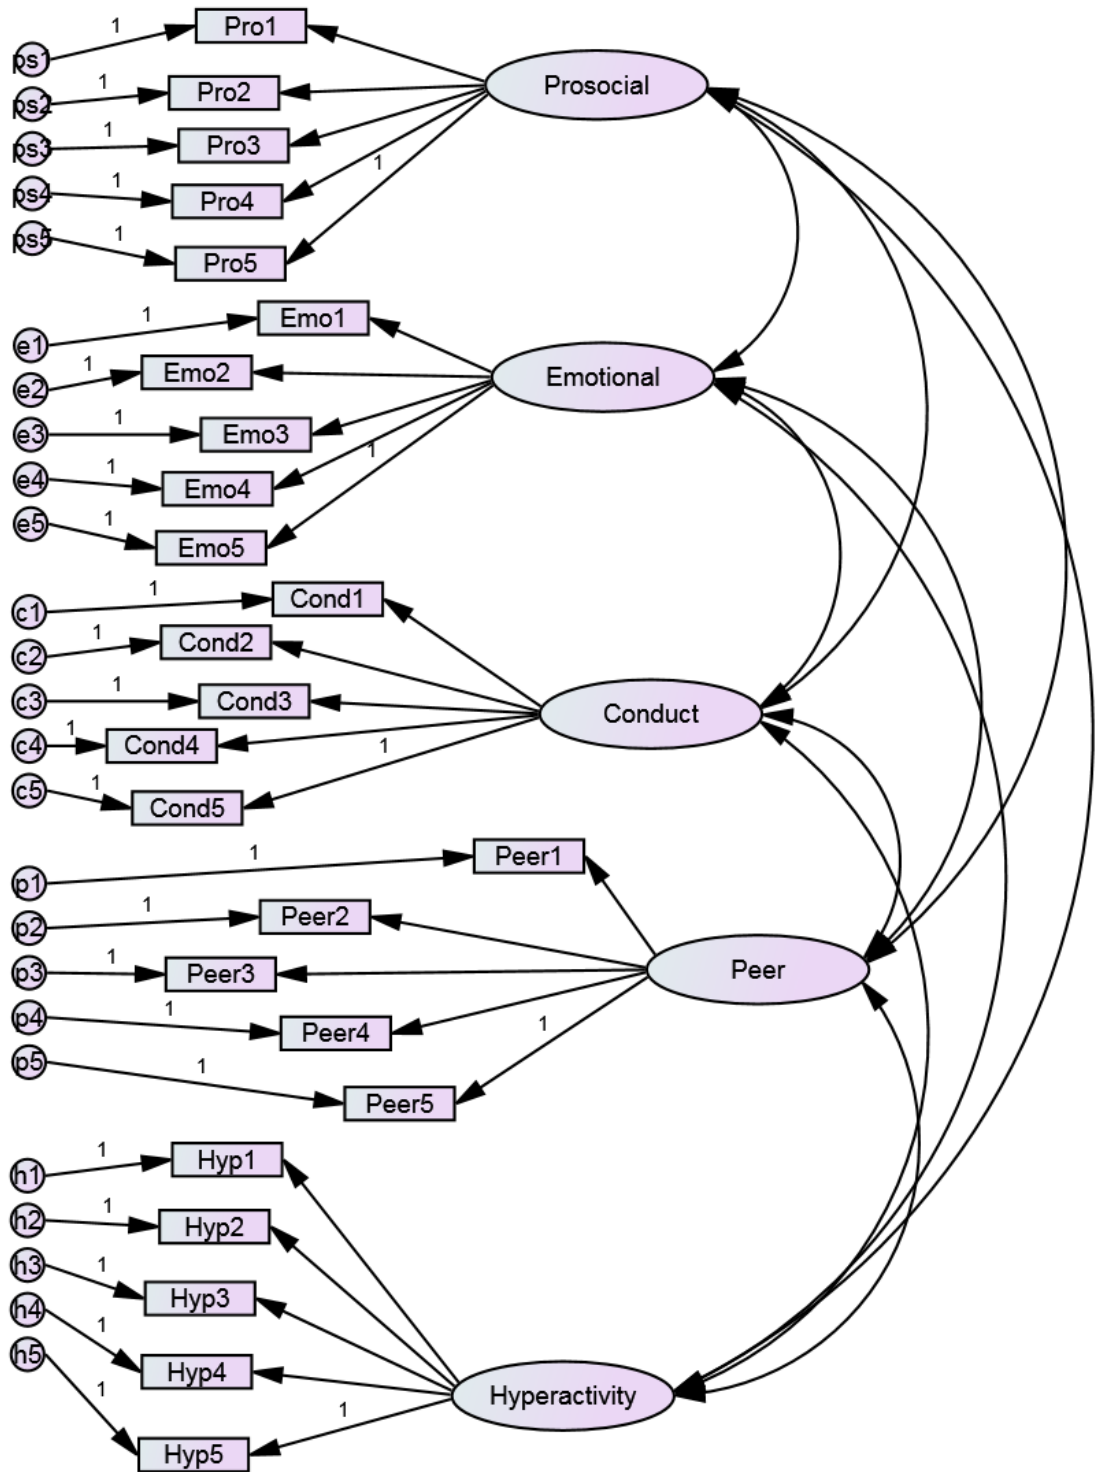 1
Pro1
ps1
Prosocial
1
Pro2
ps2
1
Pro3
ps3
1
1
Pro4
ps4
1
Pro5
ps5
1
Emo1
e1
1
Emo2
e2
Emotional
1
Emo3
e3
1
1
Emo4
e4
1
Emo5
e5
1
Cond1
c1
1
Cond2
c2
1
Cond3
c3
Conduct
1
Cond4
c4
1
1
Cond5
c5
1
Peer1
p1
1
Peer2
p2
1
Peer3
p3
Peer
1
Peer4
p4
1
1
Peer5
p5
1
Hyp1
h1
1
Hyp2
h2
1
Hyp3
h3
1
Hyp4
h4
Hyperactivity
1
1
Hyp5
h5